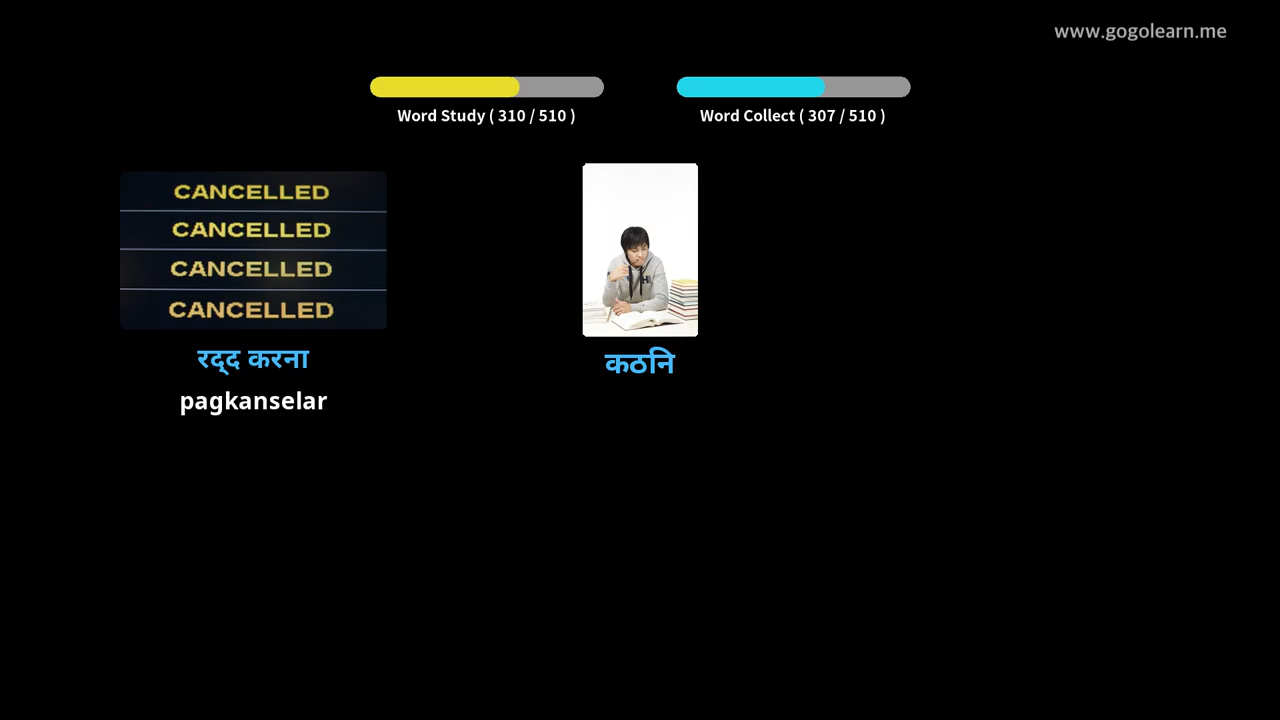 www.gogolearn.me
Word Study ( 310 / 510 )
Word Collect ( 307 / 510 )
CANCELLED
CANCELLED
CANCELLED
CANCELLED
रद्द करना
pagkanselar
कठनि